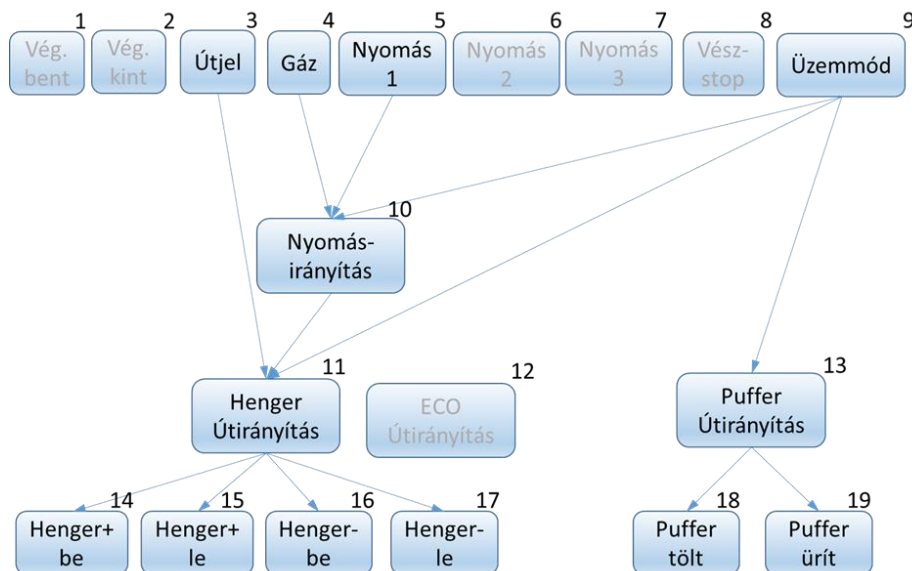 1
2
3
4
5
6
7
8
9
Vég.
bent
Vég.
kint
Útjel
Gáz
Nyomás
1
Nyomás
2
Nyomás
3
Vész-
stop
Üzemmód
10
Nyomás-
irányítás
11
Henger
Útirányítás
12
ECO
Útirányítás
13
Puffer
Útirányítás
14
Henger+
be
15
Henger+
le
16
Henger-
be
17
Henger-
le
18
Puffer
tölt
19
Puffer
ürít